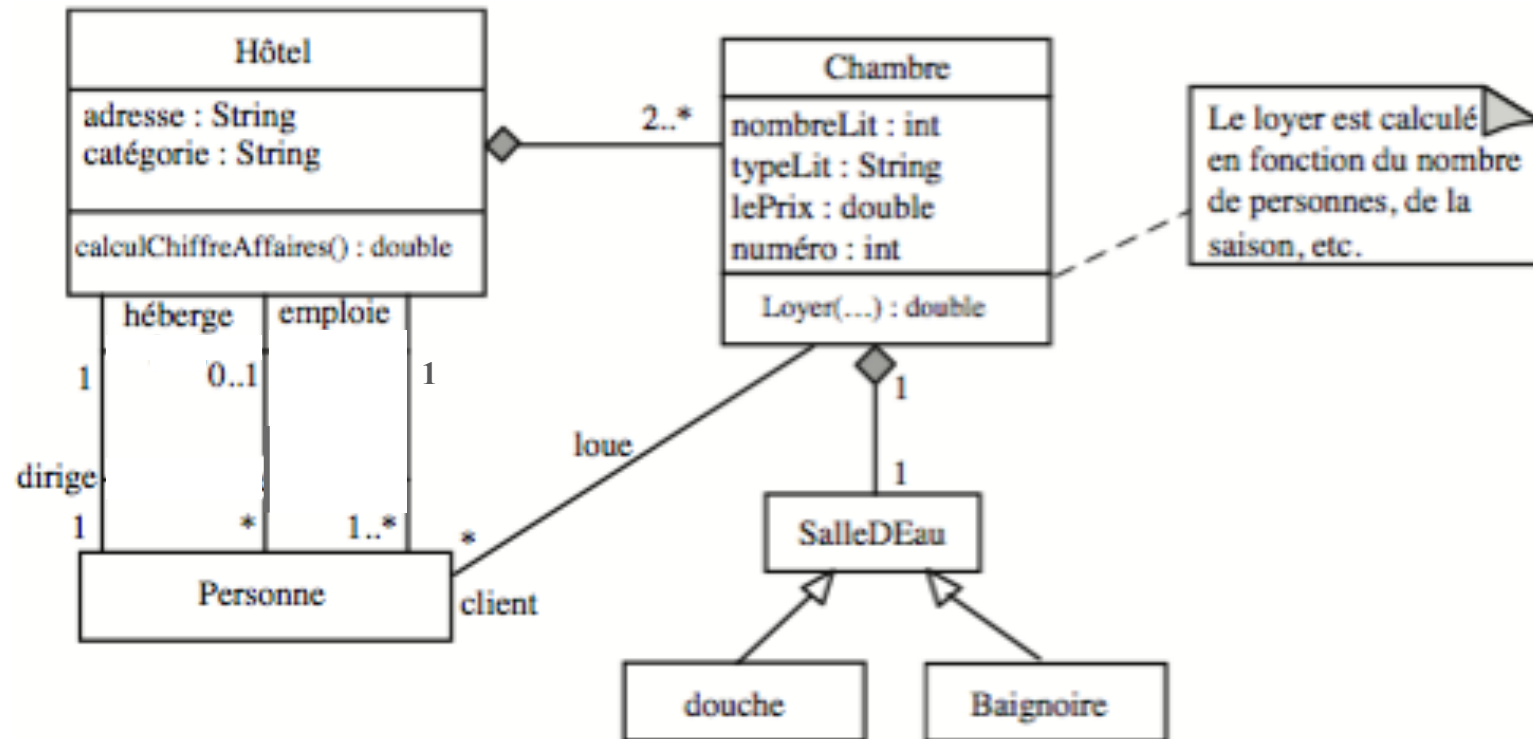 Hôtel
adresse : String
catégorie : String
calculChiffreAffaires() : double
2..*
Chambre
nombreLit : int
typeLit : String
lePrix : double
numéro : int
Loyer(...) : double
Le loyer est calculé
en fonction du nombre
de personnes, de la
saison, etc.
héberge
emploie
1
0..1
1
dirige
1
*
1..*
loue
*
client
Personne
1
1
SalleDEau
douche
Baignoire